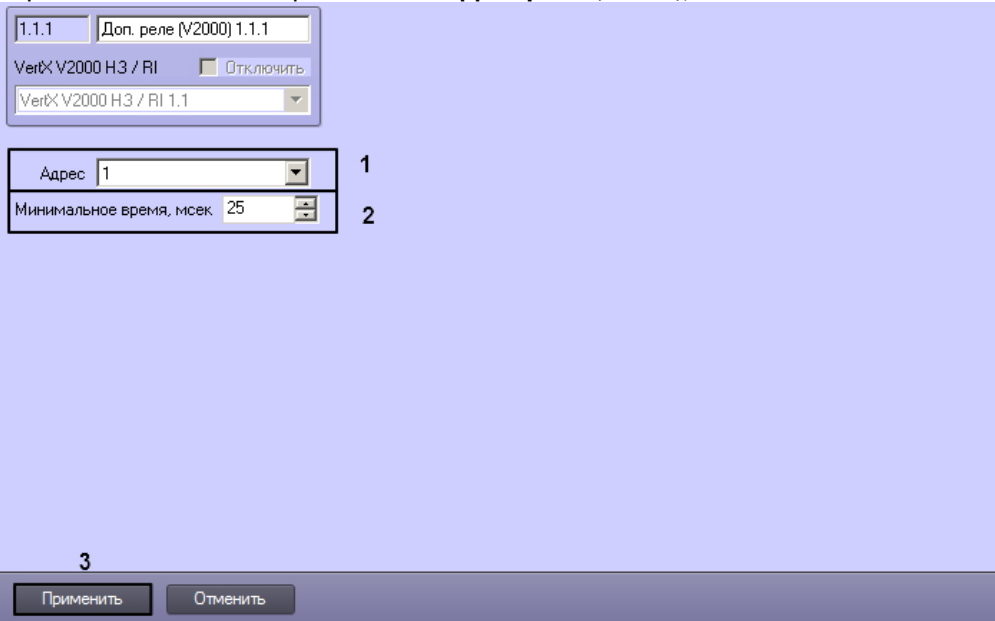 1.1.1 Доп. реле (V2000) 1.1.1
VertX V2000 H3 / RI Отключить
VertX V2000 H3 / RI 1.1
Адрес 1 1
Минимальное время, мсек 25 2
3
Применить Отменить